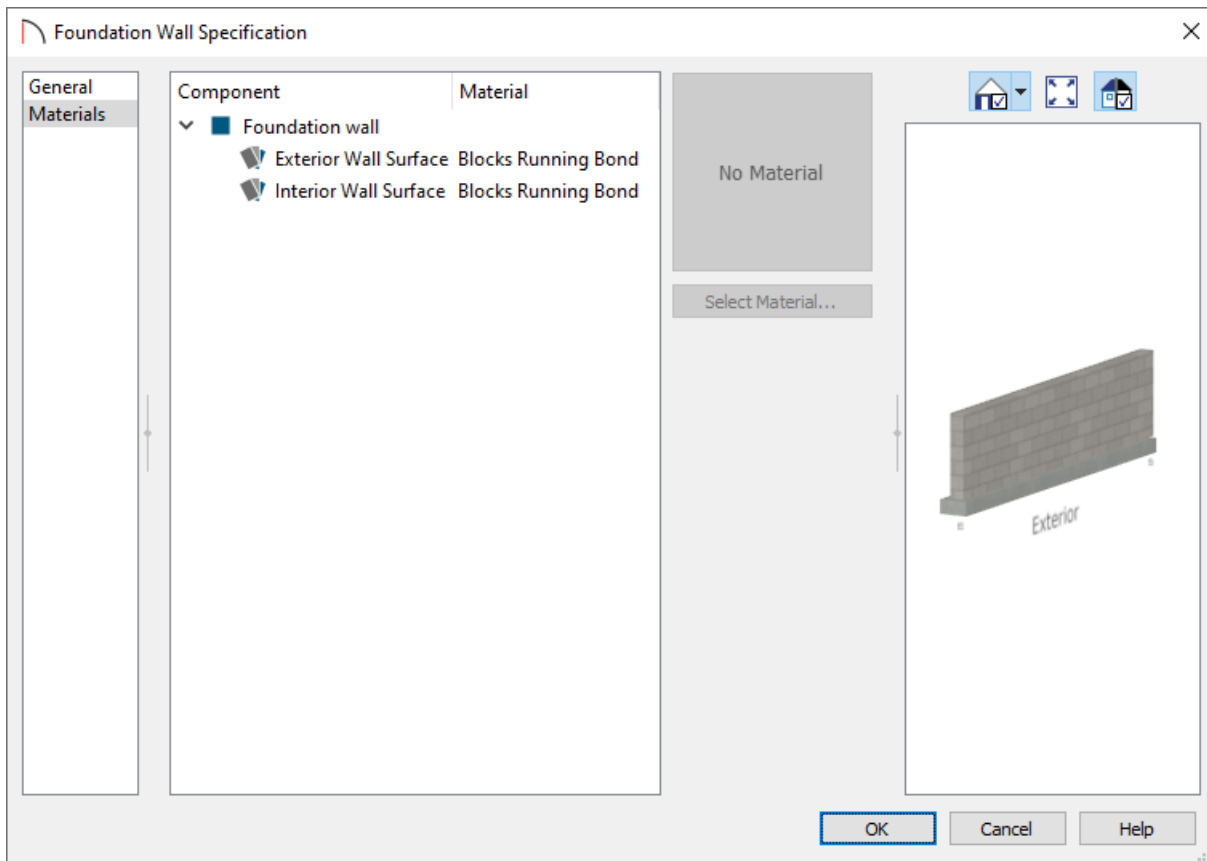 Foundation Wall Specification
General
Materials
Component Material
Foundation wall
Exterior Wall Surface Blocks Running Bond
Interior Wall Surface Blocks Running Bond
No Material
Select Material...
Exterior
OK Cancel Help